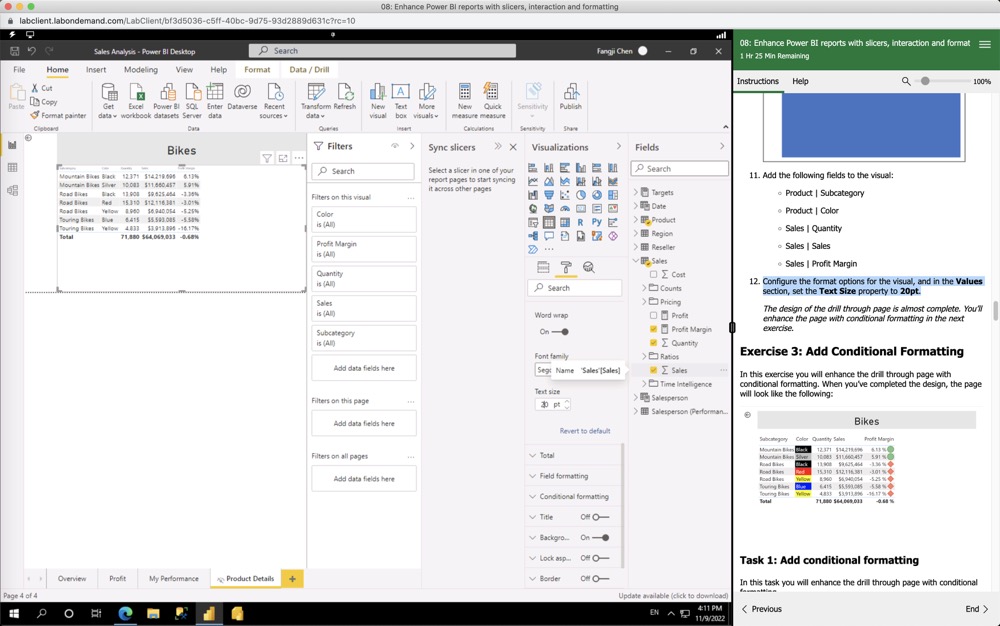 08: Enhance Power BI reports with slicers, interaction and formatting
labclient.labondemand.com/LabClient/bf3d5036-c5ff-40bc-9d75-93d2889d631c?rc=10
Sales Analysis - Power BI Desktop
Search
Fangji Chen
File Home Insert Modeling View Help Format Data / Drill
Paste
Cut
Copy
Format painter
Clipboard
Get data
Excel workbook
Power BI datasets
SQL Server
Enter data
Dataverse
Recent sources
Data
Transform data
Refresh
Queries
New visual
Text box
More visuals
Insert
New measure
Quick measure
Calculations
Sensitivity
Sensitivity
Publish
Share
Bikes
Mountain Bikes Black 12,371 $14,219,696 6.13%
Mountain Bikes Silver 10,083 $11,660,457 5.91%
Road Bikes Black 13,908 $9,625,464 -3.36%
Road Bikes Red 15,310 $12,116,381 -3.01%
Road Bikes Yellow 8,960 $6,940,054 -5.25%
Touring Bikes Blue 6,415 $5,593,085 -5.58%
Touring Bikes Yellow 4,833 $3,913,896 -16.17%
Total 71,880 $64,069,033 -0.68%
Filters
Search
Filters on this visual
Color
is (All)
Profit Margin
is (All)
Quantity
is (All)
Sales
is (All)
Subcategory
is (All)
Add data fields here
Filters on this page
Add data fields here
Filters on all pages
Add data fields here
Sync slicers
Select a slicer in one of your report pages to start syncing it across other pages
Visualizations
Search
Word wrap
On
Font family
Sego
Name 'Sales'[Sales]
Text size
20 pt
Revert to default
Total
Field formatting
Conditional formatting
Title Off
Backgro... On
Lock asp... Off
Border Off
Fields
Search
Targets
Date
Product
Region
Reseller
Sales
Cost
Counts
Pricing
Profit
Profit Margin
Quantity
Ratios
Sales
Time Intelligence
Salesperson
Salesperson (Performan...
Overview Profit My Performance Product Details +
Page 4 of 4
Update available (click to download)
EN
4:11 PM
11/9/2022
08: Enhance Power BI reports with slicers, interaction and format
1 Hr 25 Min Remaining
Instructions Help
100%
11. Add the following fields to the visual:
Product | Subcategory
Product | Color
Sales | Quantity
Sales | Sales
Sales | Profit Margin
12. Configure the format options for the visual, and in the Values
section, set the Text Size property to 20pt.
The design of the drill through page is almost complete. You'll
enhance the page with conditional formatting in the next
exercise.
Exercise 3: Add Conditional Formatting
In this exercise you will enhance the drill through page with
conditional formatting. When you've completed the design, the page
will look like the following:
Bikes
Subcategory Color Quantity Sales Profit Margin
Mountain Bikes Black 12,371 $14,219,696 6.13 %
Mountain Bikes Silver 10,083 $11,660,457 5.91 %
Road Bikes Black 13,908 $9,625,464 -3.36 %
Road Bikes Red 15,310 $12,116,381 -3.01 %
Road Bikes Yellow 8,960 $6,940,054 -5.25 %
Touring Bikes Blue 6,415 $5,593,085 -5.58 %
Touring Bikes Yellow 4,833 $3,913,896 -16.17 %
Total 71,880 $64,069,033 -0.68 %
Task 1: Add conditional formatting
In this task you will enhance the drill through page with conditional
Previous
End